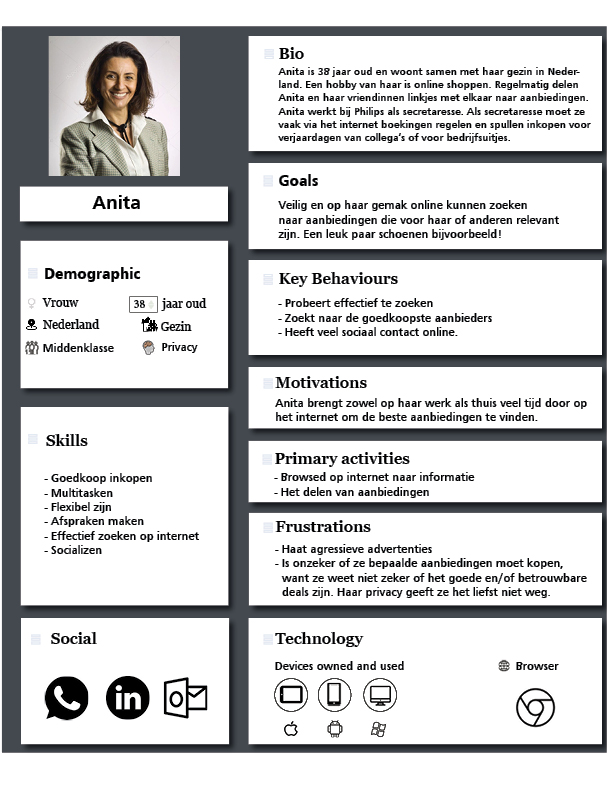 Anita
Demographic
Vrouw
38 jaar oud
Nederland
Gezin
Middenklasse
Privacy
Skills
- Goedkoop inkopen
- Multitasken
- Flexibel zijn
- Afspraken maken
- Effectief zoeken op internet
- Socializen
Social
in
Bio
Anita is 38 jaar oud en woont samen met haar gezin in Neder-
land. Een hobby van haar is online shoppen. Regelmatig delen
Anita en haar vriendinnen linkjes met elkaar naar aanbiedingen.
Anita werkt bij Philips als secretaresse. Als secretaresse moet ze
vaak via het internet boekingen regelen en spullen inkopen voor
verjaardagen van collega's of voor bedrijfsuitjes.
Goals
Veilig en op haar gemak online kunnen zoeken
naar aanbiedingen die voor haar of anderen relevant
zijn. Een leuk paar schoenen bijvoorbeeld!
Key Behaviours
- Probeert effectief te zoeken
- Zoekt naar de goedkoopste aanbieders
- Heeft veel sociaal contact online.
Motivations
Anita brengt zowel op haar werk als thuis veel tijd door op
het internet om de beste aanbiedingen te vinden.
Primary activities
- Browsed op internet naar informatie
- Het delen van aanbiedingen
Frustrations
- Haat agressieve advertenties
- Is onzeker of ze bepaalde aanbiedingen moet kopen,
want ze weet niet zeker of het goede en/of betrouwbare
deals zijn. Haar privacy geeft ze het liefst niet weg.
Technology
Devices owned and used
Browser